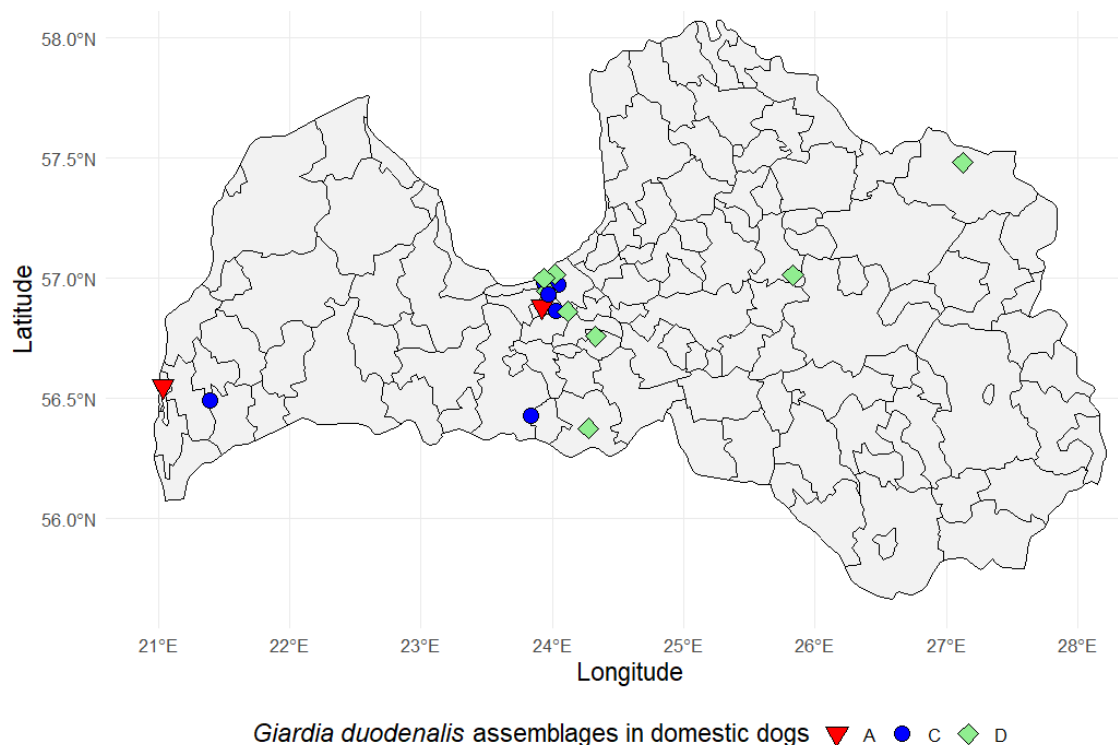 58.0°N
57.5°N
57.0°N
56.5°N
56.0°N
Latitude
21°E 22°E 23°E 24°E 25°E 26°E 27°E 28°E
Longitude
Giardia duodenalis assemblages in domestic dogs A C D